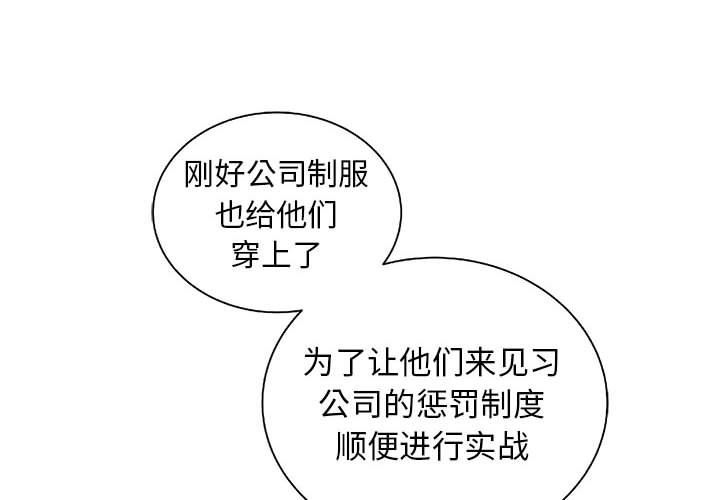 刚好公司制服
也给他们
穿上了
为了让他们来见习
公司的惩罚制度
顺便进行实战